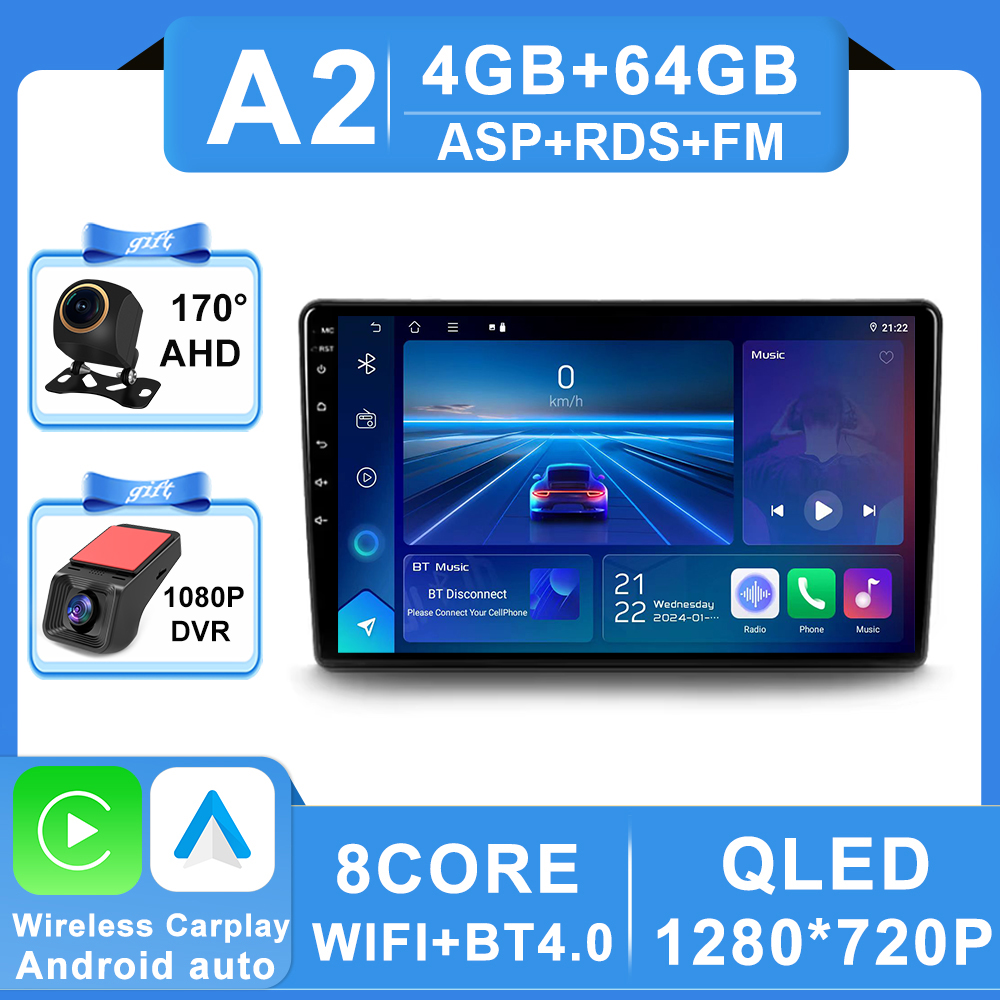 A2
4GB+64GB
ASP+RDS+FM
gift
170°
AHD
gift
1080P
DVR
MC
RST
21:22
0
km/h
Music
BT Music
BT Disconnect
Please Connect Your CellPhone
21
22
Wednesday
2024-01-···
Radio
Phone
Music
Wireless Carplay
Android auto
8CORE
WIFI+BT4.0
QLED
1280*720P